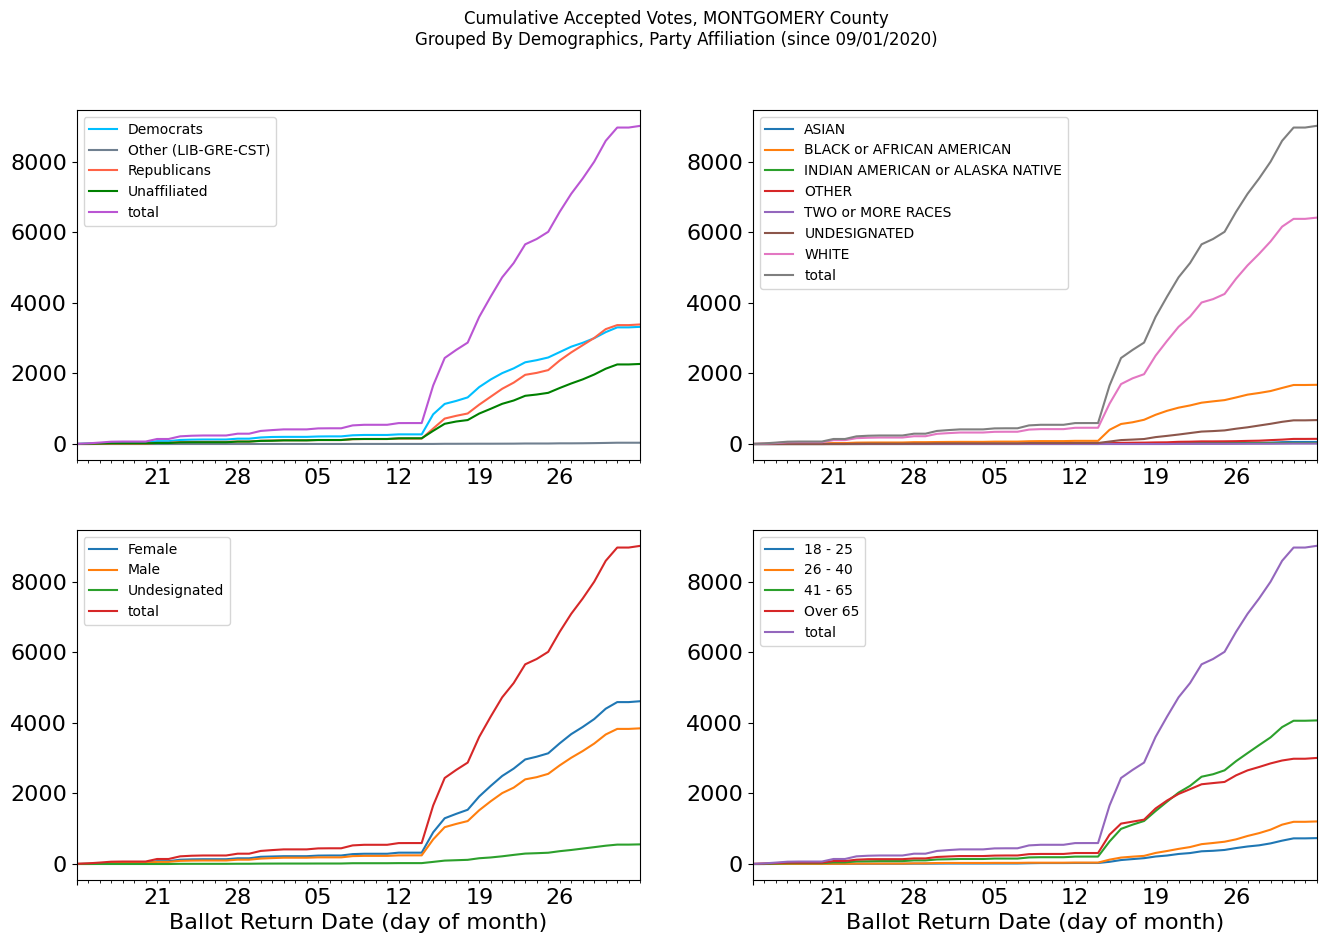 Cumulative Accepted Votes, MONTGOMERY County
Grouped By Demographics, Party Affiliation (since 09/01/2020)
Democrats
Other (LIB-GRE-CST)
Republicans
Unaffiliated
total
8000
6000
4000
2000
0
21 28 05 12 19 26
ASIAN
BLACK or AFRICAN AMERICAN
INDIAN AMERICAN or ALASKA NATIVE
OTHER
TWO or MORE RACES
UNDESIGNATED
WHITE
total
8000
6000
4000
2000
0
21 28 05 12 19 26
Female
Male
Undesignated
total
8000
6000
4000
2000
0
21 28 05 12 19 26
Ballot Return Date (day of month)
18 - 25
26 - 40
41 - 65
Over 65
total
8000
6000
4000
2000
0
21 28 05 12 19 26
Ballot Return Date (day of month)